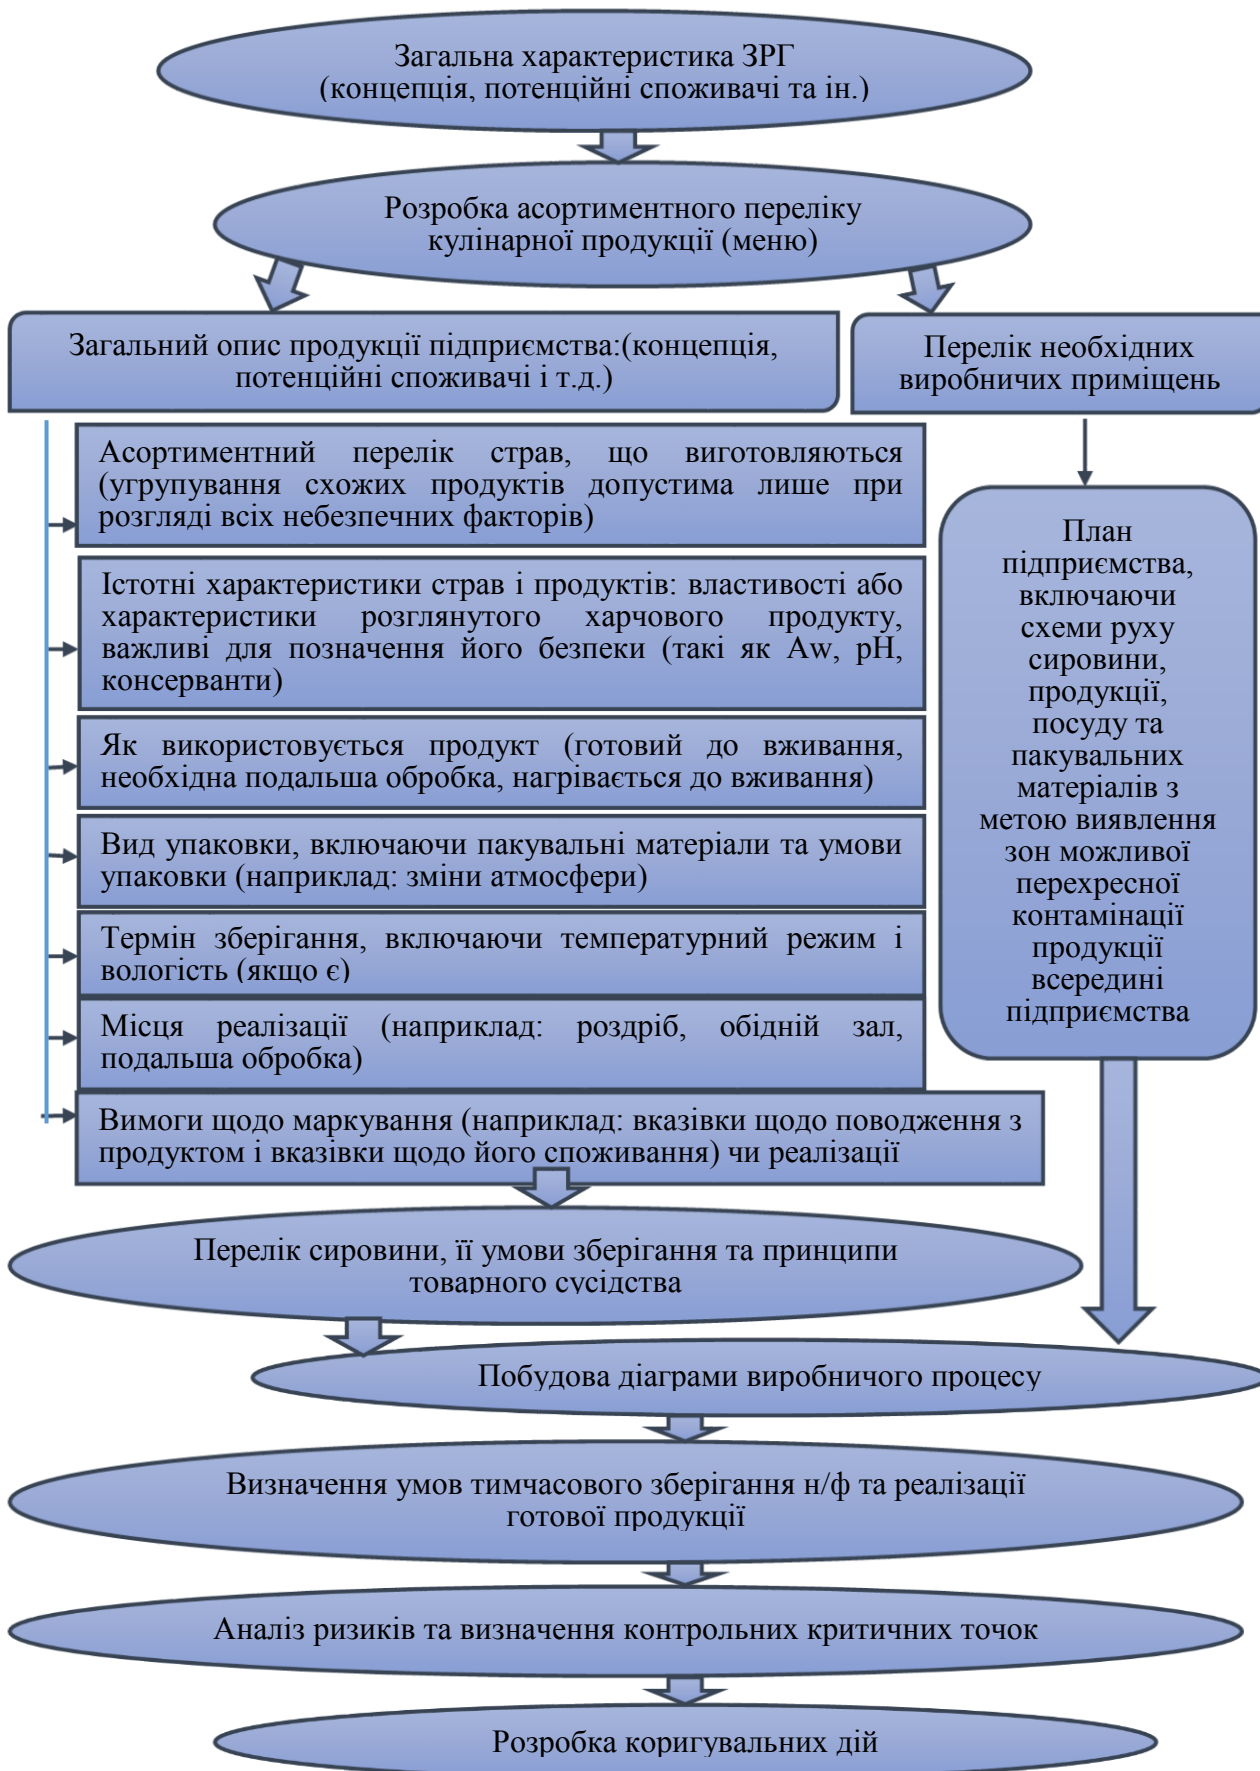 Загальна характеристика ЗРГ
(концепція, потенційні споживачі та ін.)
Розробка асортиментного переліку
кулінарної продукції (меню)
Загальний опис продукції підприємства:(концепція,
потенційні споживачі і т.д.)
Перелік необхідних
виробничих приміщень
Асортиментний перелік страв, що виготовляються
(угрупування схожих продуктів допустима лише при
розгляді всіх небезпечних факторів)
Істотні характеристики страв і продуктів: властивості або
характеристики розглянутого харчового продукту,
важливі для позначення його безпеки (такі як Aw, pH,
консерванти)
Як використовується продукт (готовий до вживання,
необхідна подальша обробка, нагрівається до вживання)
Вид упаковки, включаючи пакувальні матеріали та умови
упаковки (наприклад: зміни атмосфери)
Термін зберігання, включаючи температурний режим і
вологість (якщо є)
Місця реалізації (наприклад: роздріб, обідній зал,
подальша обробка)
Вимоги щодо маркування (наприклад: вказівки щодо поводження з
продуктом і вказівки щодо його споживання) чи реалізації
План
підприємства,
включаючи
схеми руху
сировини,
продукції,
посуду та
пакувальних
матеріалів з
метою виявлення
зон можливої
перехресної
контамінації
продукції
всередині
підприємства
Перелік сировини, її умови зберігання та принципи
товарного сусідства
Побудова діаграми виробничого процесу
Визначення умов тимчасового зберігання н/ф та реалізації
готової продукції
Аналіз ризиків та визначення контрольних критичних точок
Розробка коригувальних дій